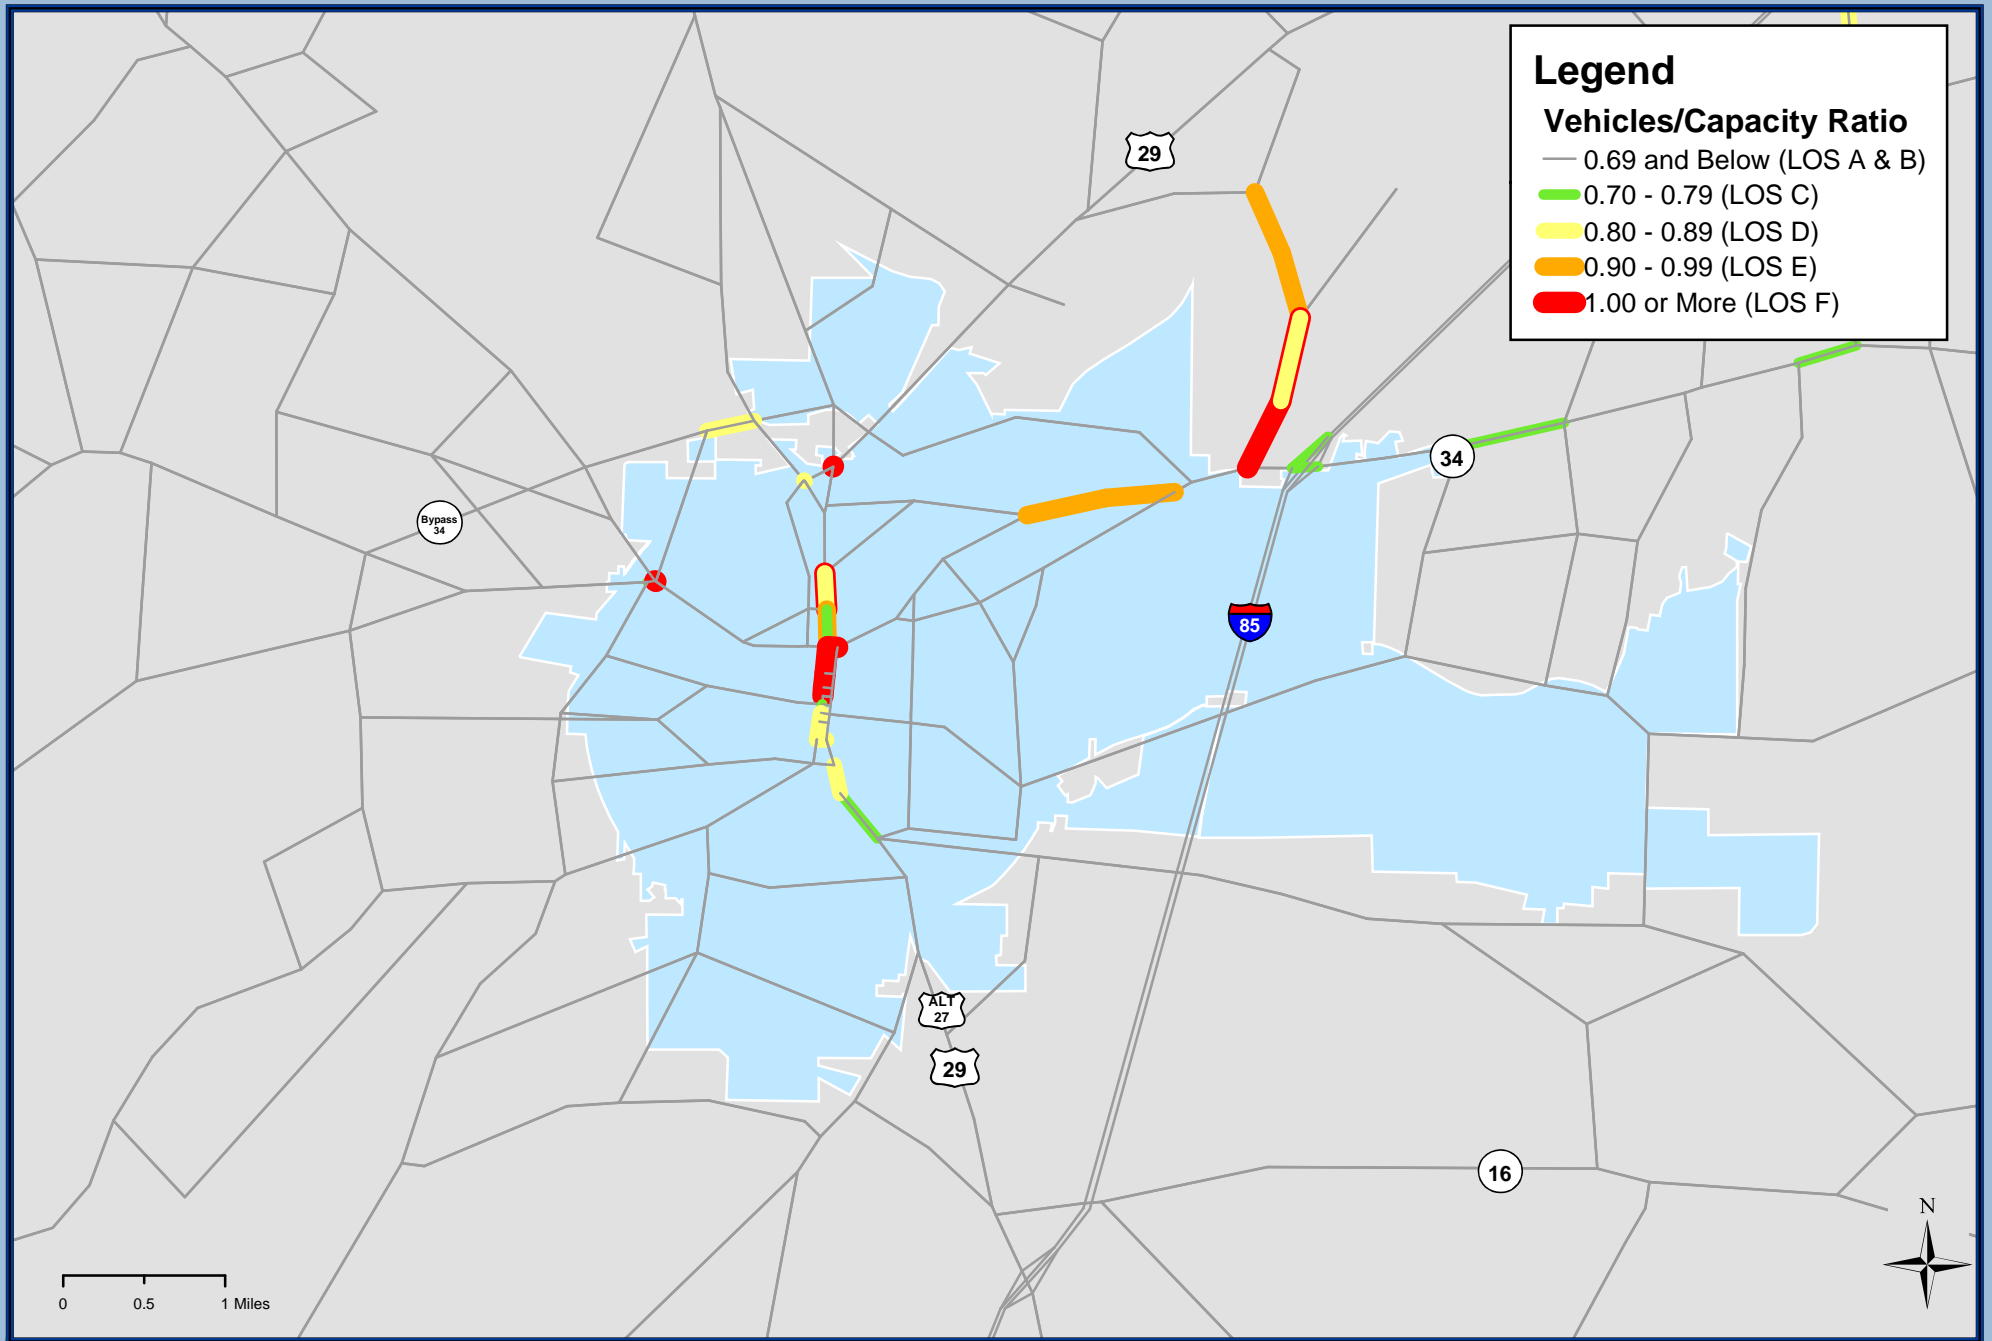 Legend
Vehicles/Capacity Ratio
0.69 and Below (LOS A & B)
0.70 - 0.79 (LOS C)
0.80 - 0.89 (LOS D)
0.90 - 0.99 (LOS E)
1.00 or More (LOS F)
29
34
Bypass
34
85
ALT
27
29
16
N
0 0.5 1 Miles